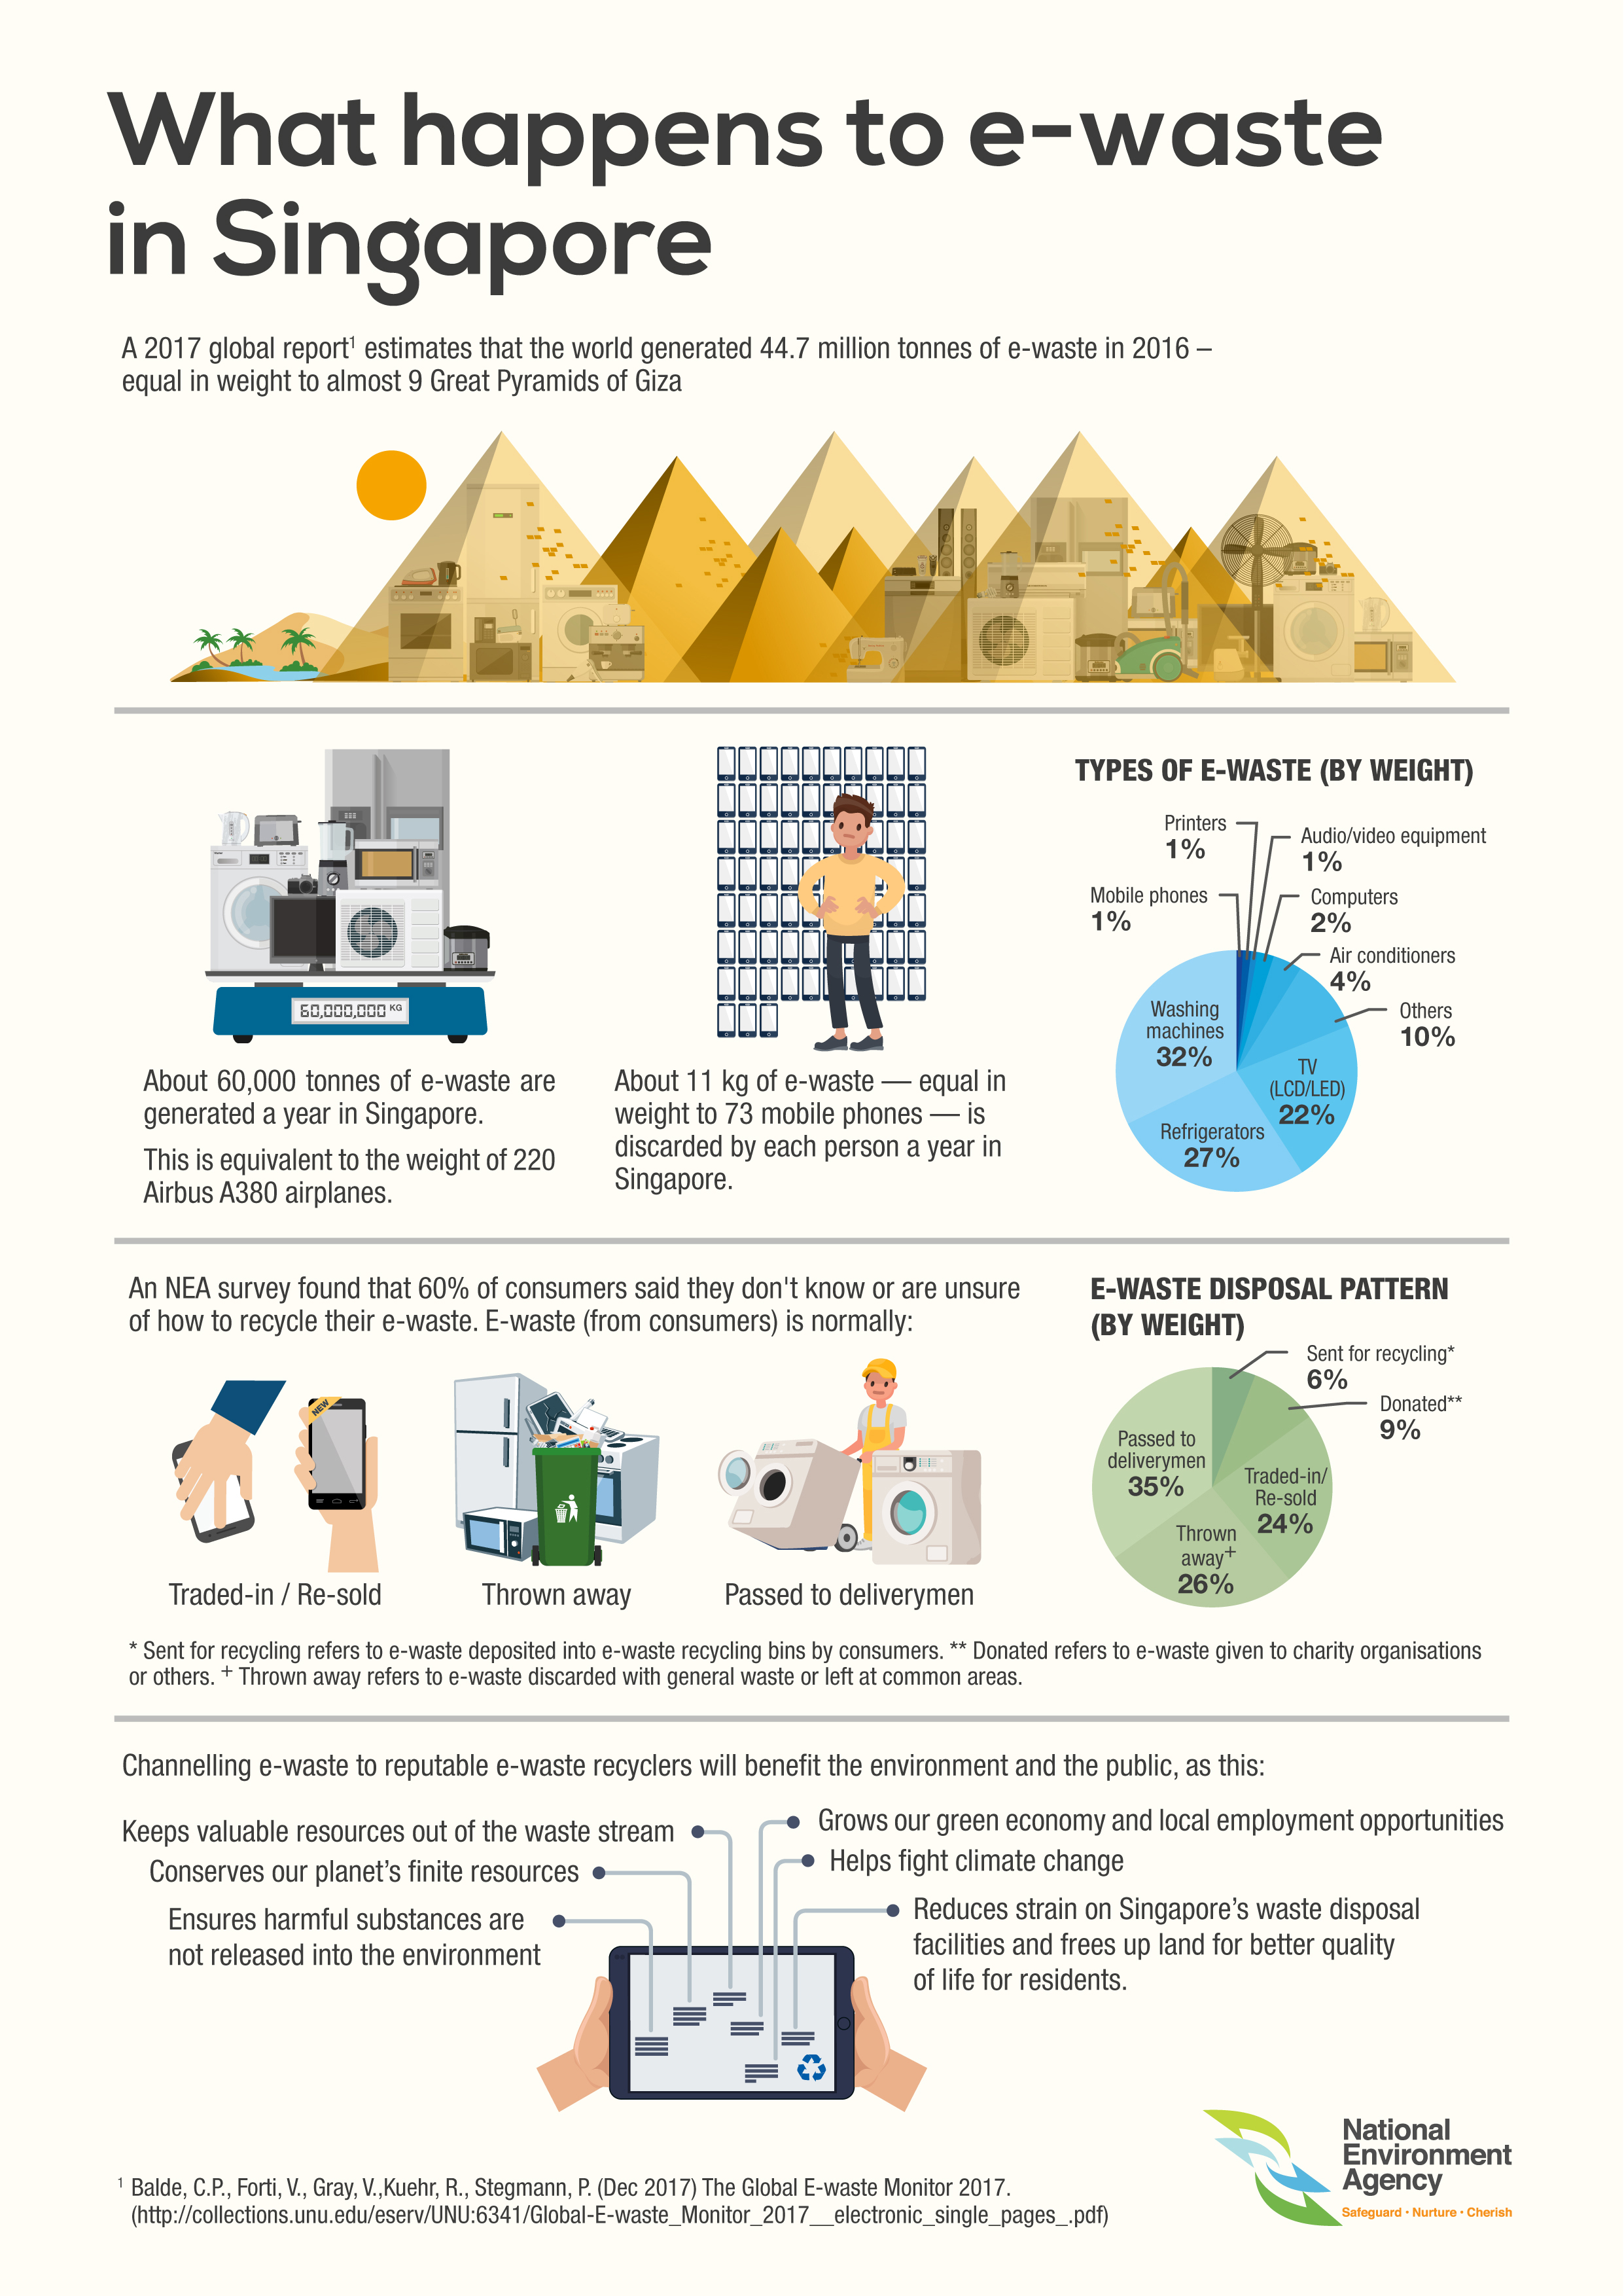 What happens to e-waste
in Singapore
A 2017 global report¹ estimates that the world generated 44.7 million tonnes of e-waste in 2016 –
equal in weight to almost 9 Great Pyramids of Giza
60,000,000 KG
About 60,000 tonnes of e-waste are
generated a year in Singapore.
This is equivalent to the weight of 220
Airbus A380 airplanes.
About 11 kg of e-waste — equal in
weight to 73 mobile phones — is
discarded by each person a year in
Singapore.
TYPES OF E-WASTE (BY WEIGHT)
Printers
1%
Audio/video equipment
1%
Mobile phones
1%
Computers
2%
Air conditioners
4%
Others
10%
Washing
machines
32%
TV
(LCD/LED)
22%
Refrigerators
27%
An NEA survey found that 60% of consumers said they don't know or are unsure
of how to recycle their e-waste. E-waste (from consumers) is normally:
NEW
Traded-in / Re-sold
Thrown away
Passed to deliverymen
E-WASTE DISPOSAL PATTERN
(BY WEIGHT)
Sent for recycling*
6%
Donated**
9%
Passed to
deliverymen
35%
Traded-in/
Re-sold
24%
Thrown
away+
26%
* Sent for recycling refers to e-waste deposited into e-waste recycling bins by consumers. ** Donated refers to e-waste given to charity organisations
or others. + Thrown away refers to e-waste discarded with general waste or left at common areas.
Channelling e-waste to reputable e-waste recyclers will benefit the environment and the public, as this:
Keeps valuable resources out of the waste stream
Conserves our planet’s finite resources
Ensures harmful substances are
not released into the environment
Grows our green economy and local employment opportunities
Helps fight climate change
Reduces strain on Singapore’s waste disposal
facilities and frees up land for better quality
of life for residents.
¹ Balde, C.P., Forti, V., Gray, V.,Kuehr, R., Stegmann, P. (Dec 2017) The Global E-waste Monitor 2017.
(http://collections.unu.edu/eserv/UNU:6341/Global-E-waste_Monitor_2017__electronic_single_pages_.pdf)
National
Environment
Agency
Safeguard · Nurture · Cherish